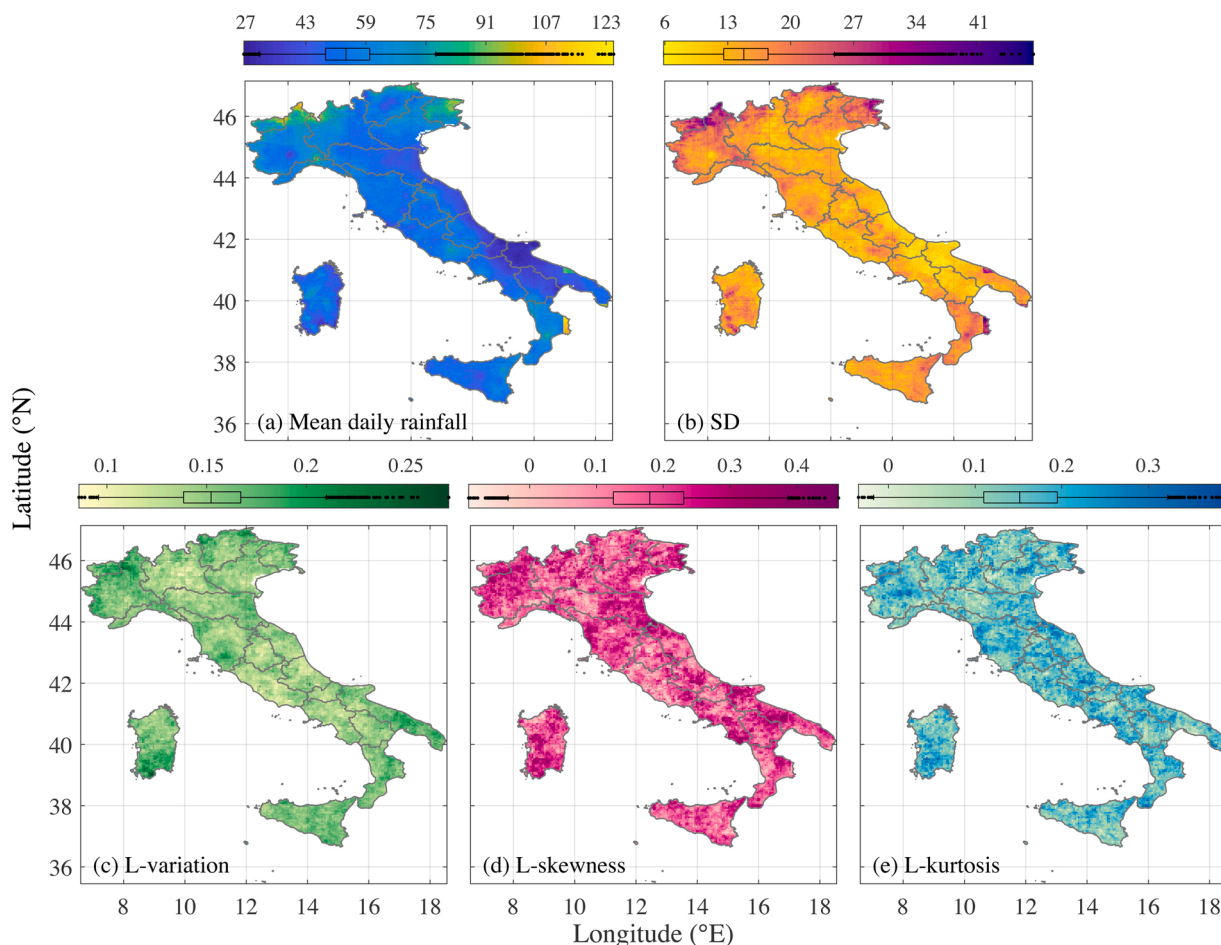 27 43 59 75 91 107 123
6 13 20 27 34 41
46
44
42
40
38
36
(a) Mean daily rainfall
(b) SD
Latitude (°N)
0.1 0.15 0.2 0.25
0 0.1 0.2 0.3 0.4
0 0.1 0.2 0.3
46
44
42
40
38
36
(c) L-variation
(d) L-skewness
(e) L-kurtosis
8 10 12 14 16 18
8 10 12 14 16 18
8 10 12 14 16 18
Longitude (°E)